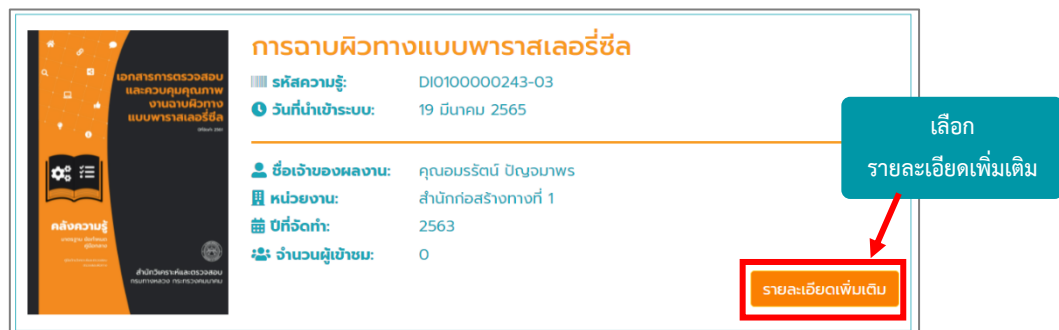 การฉาบผิวทางแบบพาราสเลอรี่ซีล
รหัสความรู้: DI0100000243-03
วันที่นำเข้าระบบ: 19 มีนาคม 2565
ชื่อเจ้าของผลงาน: คุณอมรรัตน์ ปัญจมาพร
หน่วยงาน: สำนักก่อสร้างทางที่ 1
ปีที่จัดทำ: 2563
จำนวนผู้เข้าชม: 0
เลือก
รายละเอียดเพิ่มเติม
รายละเอียดเพิ่มเติม
เอกสารการตรวจสอบ
และควบคุมคุณภาพ
งานฉาบผิวทาง
แบบพาราสเลอรี่ซีล
คลังความรู้
สำนักวิเคราะห์และตรวจสอบ
กรมทางหลวง กระทรวงคมนาคม